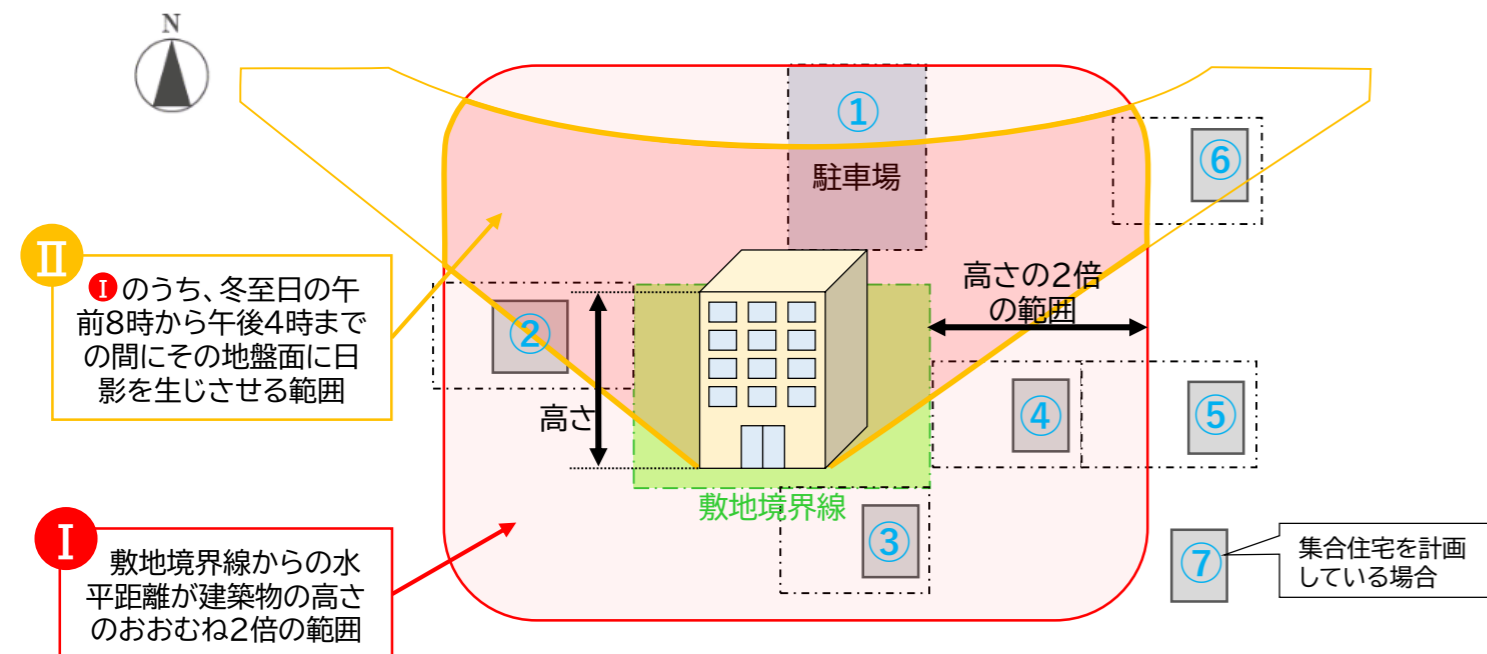 N
①
駐車場
⑥
Ⅱ
Ⅰのうち、冬至日の午
前8時から午後4時まで
の間にその地盤面に日
影を生じさせる範囲
高さの2倍
の範囲
②
高さ
④
⑤
敷地境界線
③
Ⅰ
敷地境界線からの水
平距離が建築物の高さ
のおおむね2倍の範囲
⑦
集合住宅を計画
している場合